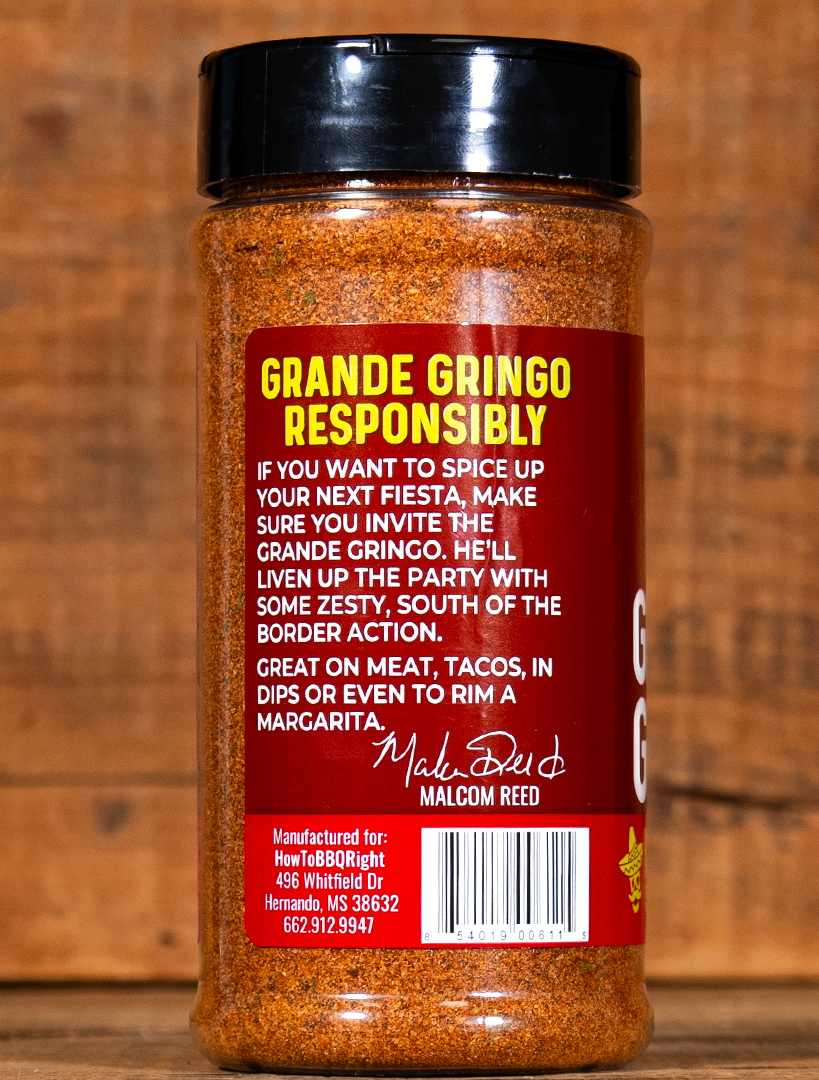 GRANDE GRINGO
RESPONSIBLY
IF YOU WANT TO SPICE UP
YOUR NEXT FIESTA, MAKE
SURE YOU INVITE THE
GRANDE GRINGO. HE'LL
LIVEN UP THE PARTY WITH
SOME ZESTY, SOUTH OF THE
BORDER ACTION.
GREAT ON MEAT, TACOS, IN
DIPS OR EVEN TO RIM A
MARGARITA.
Malcom Reed
MALCOM REED
Manufactured for:
HowToBBQRight
496 Whitfield Dr
Hernando, MS 38632
662.912.9947
8 54019 00611 5
G
G